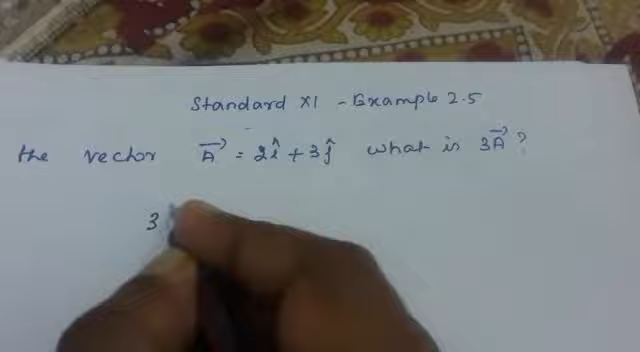 Standard XI - Example 2.5
the vector A⃗ = 2î + 3ĵ what is 3A⃗ ?
3